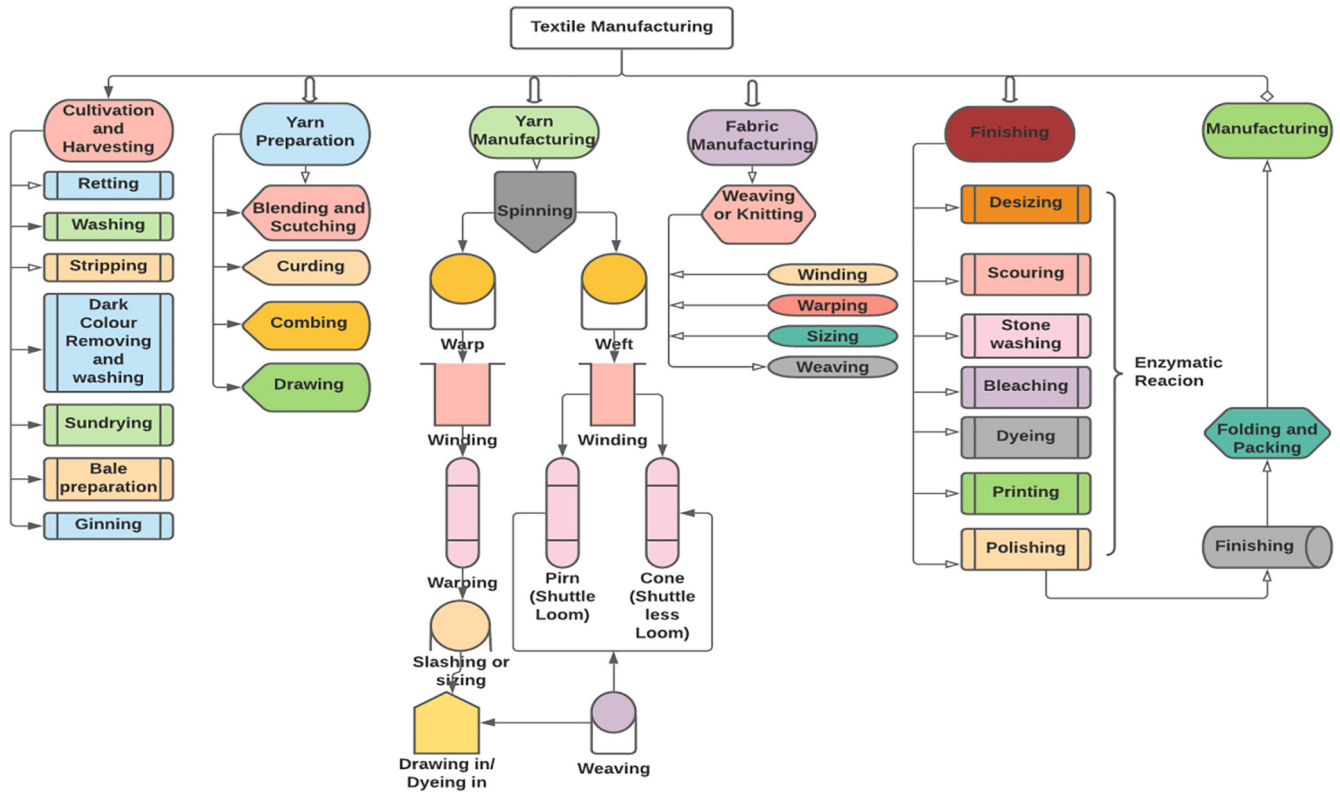 Textile Manufacturing
Cultivation
and
Harvesting
Retting
Washing
Stripping
Dark
Colour
Removing
and
washing
Sundrying
Bale
preparation
Ginning
Yarn
Preparation
Blending and
Scutching
Curding
Combing
Drawing
Yarn
Manufacturing
Spinning
Warp
Weft
Winding
Winding
Warping
Pirn
(Shuttle
Loom)
Cone
(Shuttle
less
Loom)
Slashing or
sizing
Drawing in/
Dyeing in
Weaving
Fabric
Manufacturing
Weaving
or Knitting
Winding
Warping
Sizing
Weaving
Finishing
Desizing
Scouring
Stone
washing
Bleaching
Dyeing
Printing
Polishing
Enzymatic
Reacion
Manufacturing
Folding and
Packing
Finishing